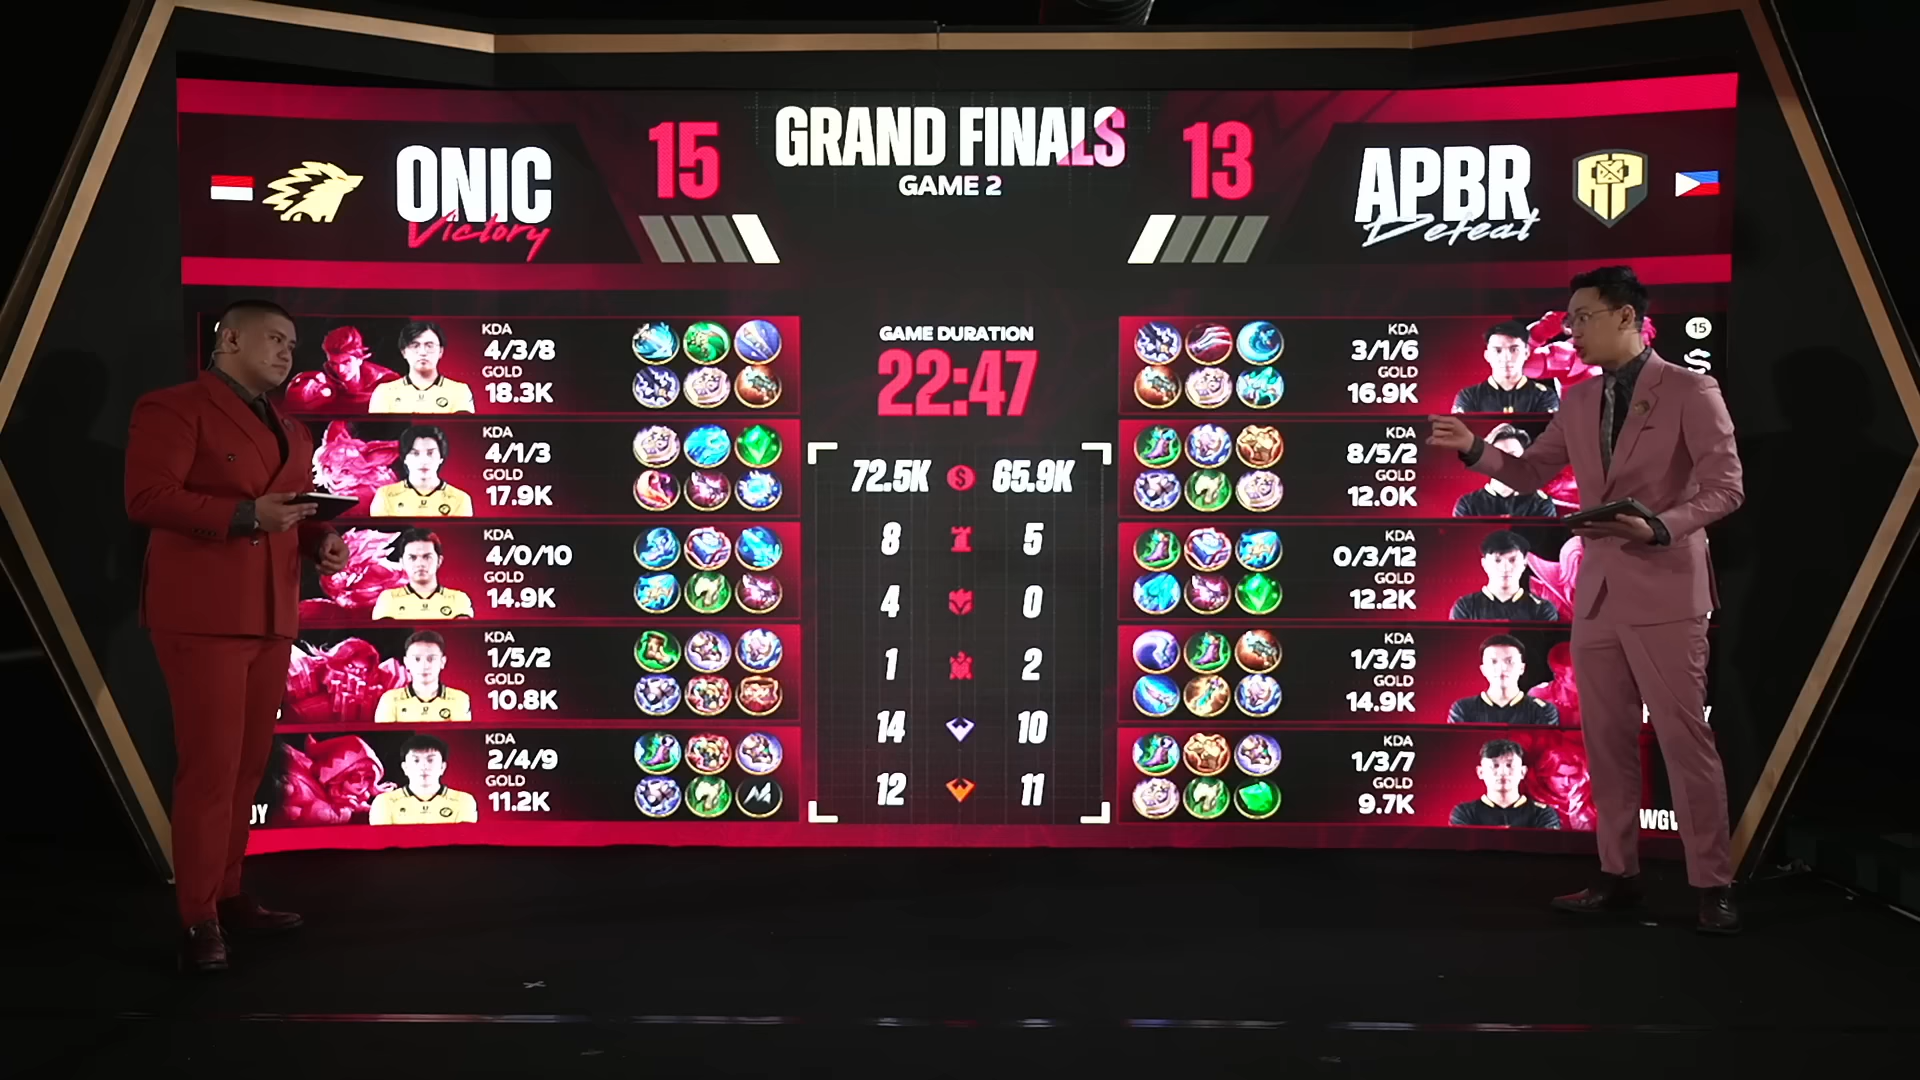 GRAND FINALS
GAME 2
ONIC
Victory
15
13
APBR
Defeat
GAME DURATION
22:47
72.5K 65.9K
8 5
4 0
1 2
14 10
12 11
KDA
4/3/8
GOLD
18.3K
KDA
4/1/3
GOLD
17.9K
KDA
4/0/10
GOLD
14.9K
KDA
1/5/2
GOLD
10.8K
KDA
2/4/9
GOLD
11.2K
KDA
3/1/6
GOLD
16.9K
15
KDA
8/5/2
GOLD
12.0K
KDA
0/3/12
GOLD
12.2K
KDA
1/3/5
GOLD
14.9K
KDA
1/3/7
GOLD
9.7K